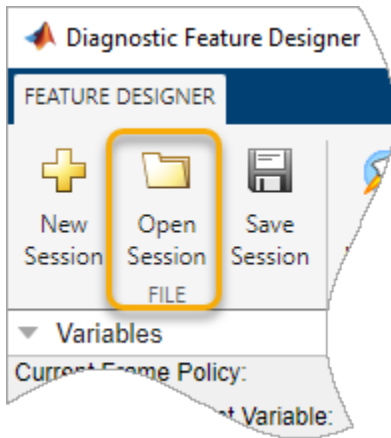 Diagnostic Feature Designer
FEATURE DESIGNER
New Session
Open Session
Save Session
FILE
Variables
Current Frame Policy:
Variable: